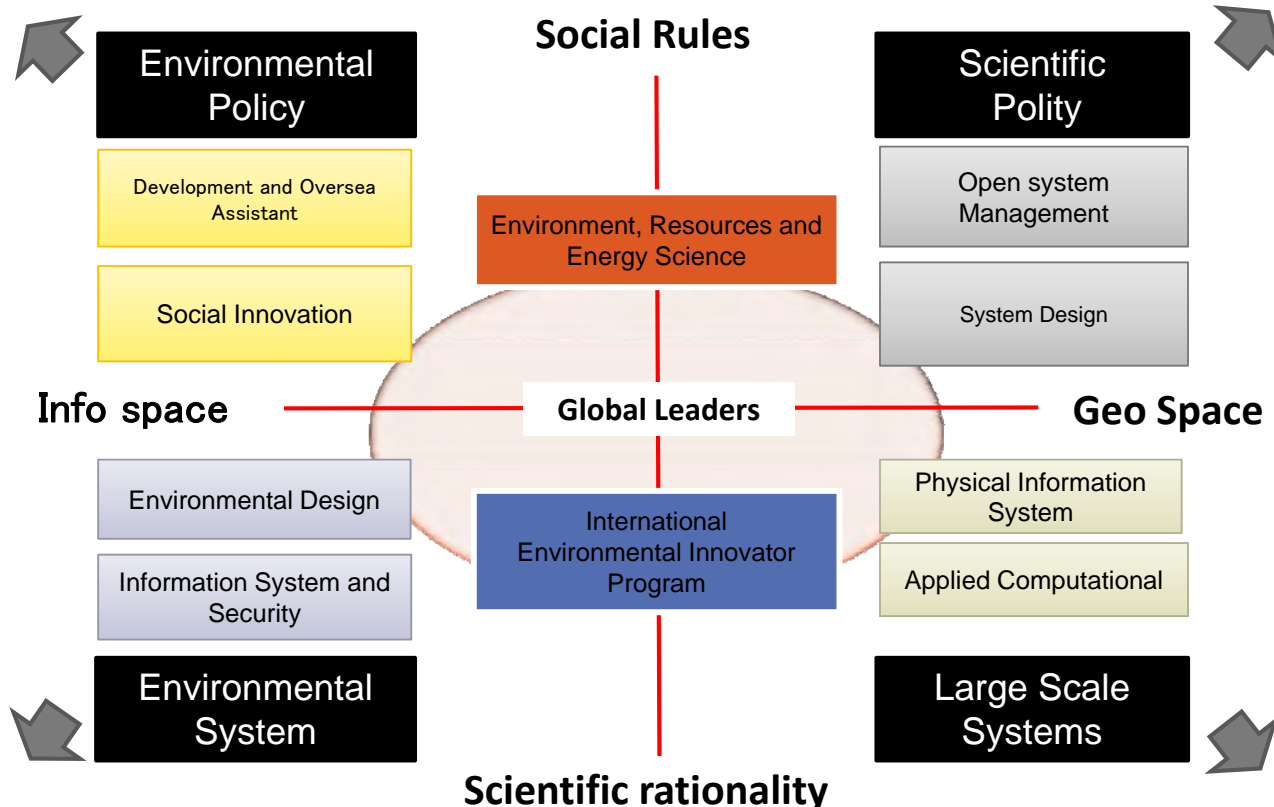 Social Rules
Environmental
Policy
Scientific
Polity
Development and Oversea
Assistant
Open system
Management
Environment, Resources and
Energy Science
Social Innovation
System Design
Info space
Global Leaders
Geo Space
Environmental Design
Physical Information
System
International
Environmental Innovator
Program
Information System and
Security
Applied Computational
Environmental
System
Large Scale
Systems
Scientific rationality